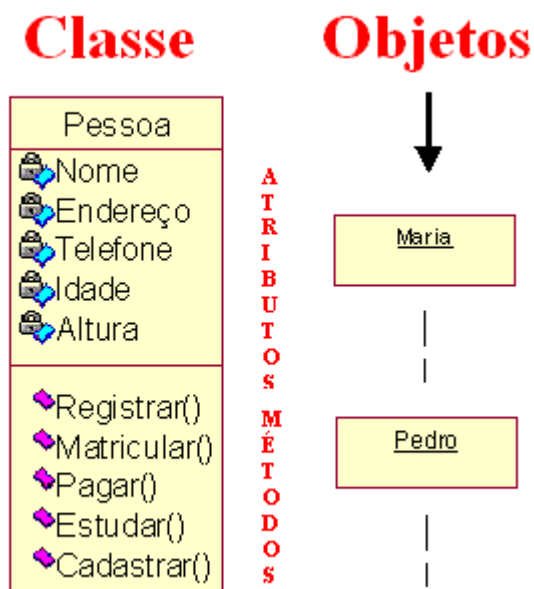 Classe
Objetos
Pessoa
Nome
Endereço
Telefone
Idade
Altura
Registrar()
Matricular()
Pagar()
Estudar()
Cadastrar()
ATRIBUTOS
MÉTODOS
Maria
Pedro